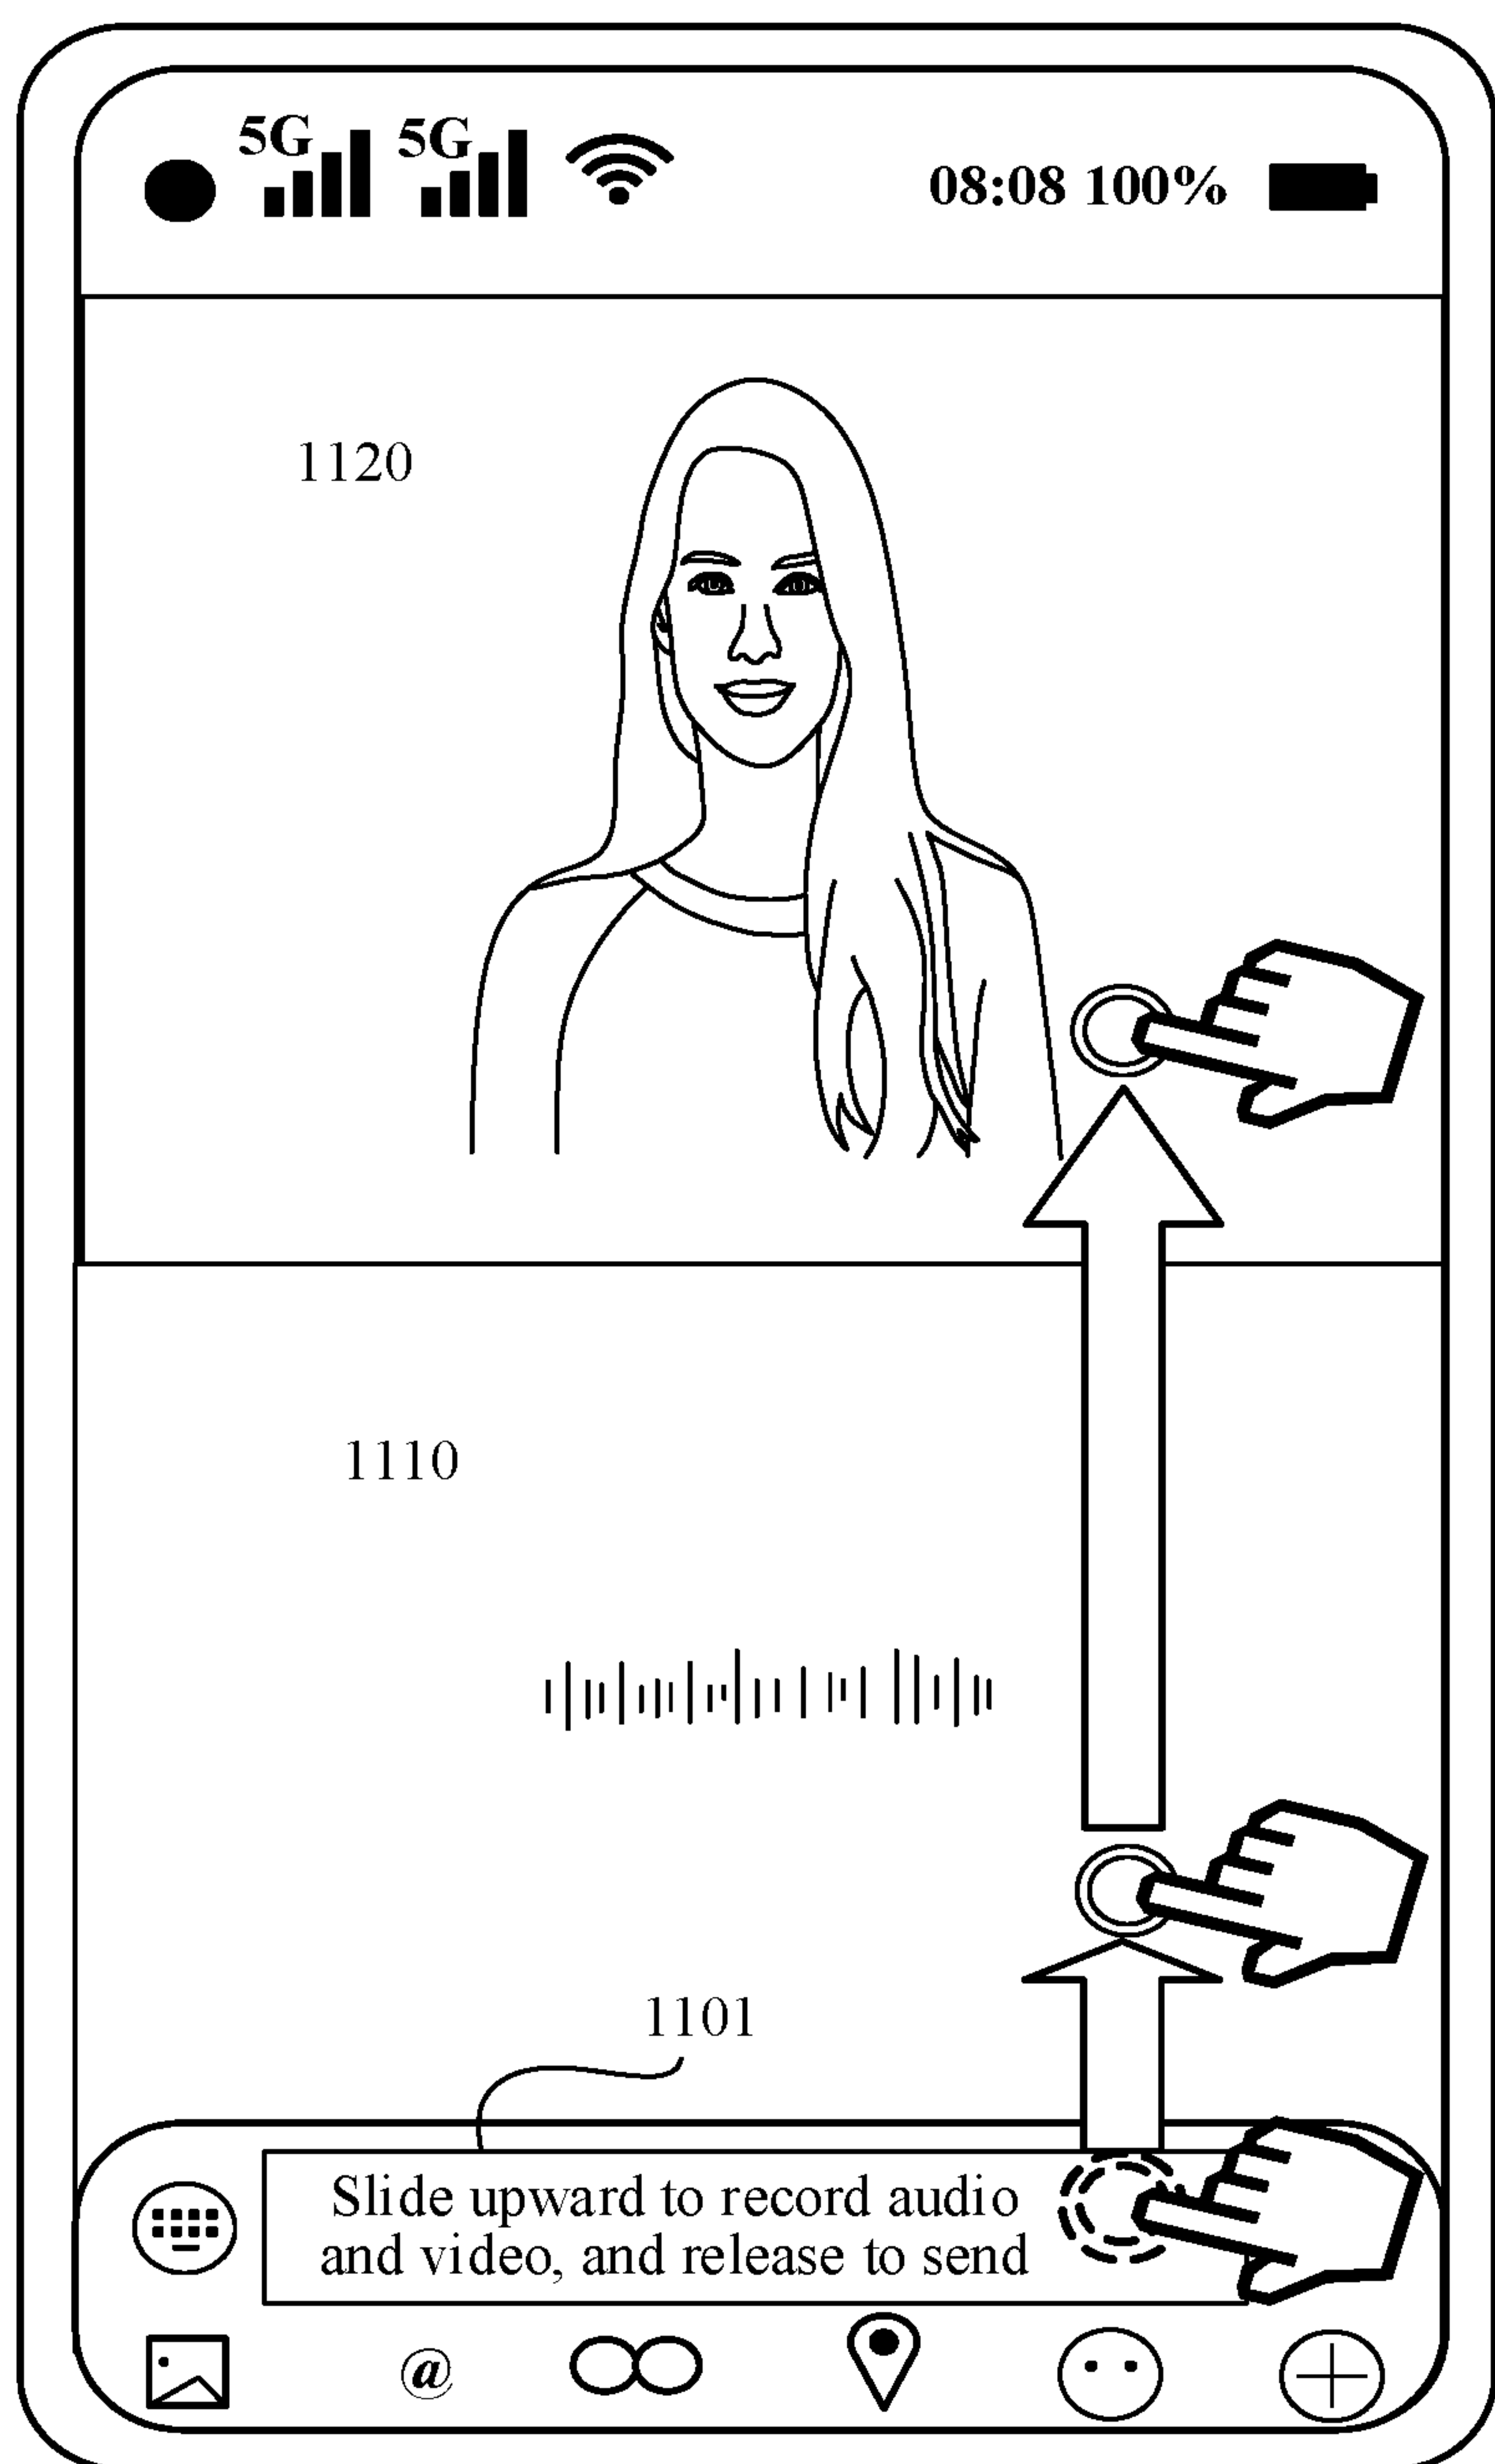 5G 5G 08:08 100%
1120
1110
1101
Slide upward to record audio
and video, and release to send
@